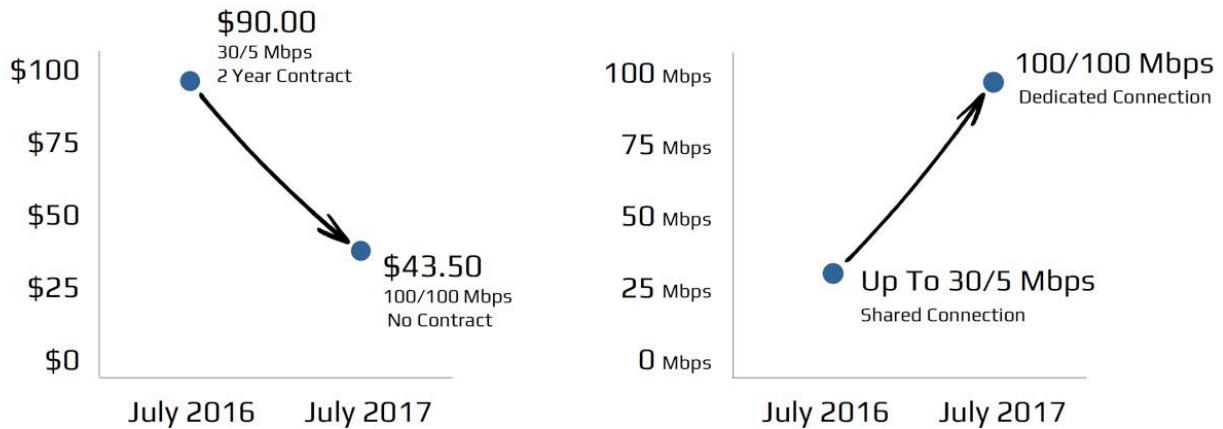 $90.00
30/5 Mbps
2 Year Contract
$100
$75
$50
$25
$0
$43.50
100/100 Mbps
No Contract
July 2016
July 2017
100 Mbps
75 Mbps
50 Mbps
25 Mbps
0 Mbps
100/100 Mbps
Dedicated Connection
Up To 30/5 Mbps
Shared Connection
July 2016
July 2017